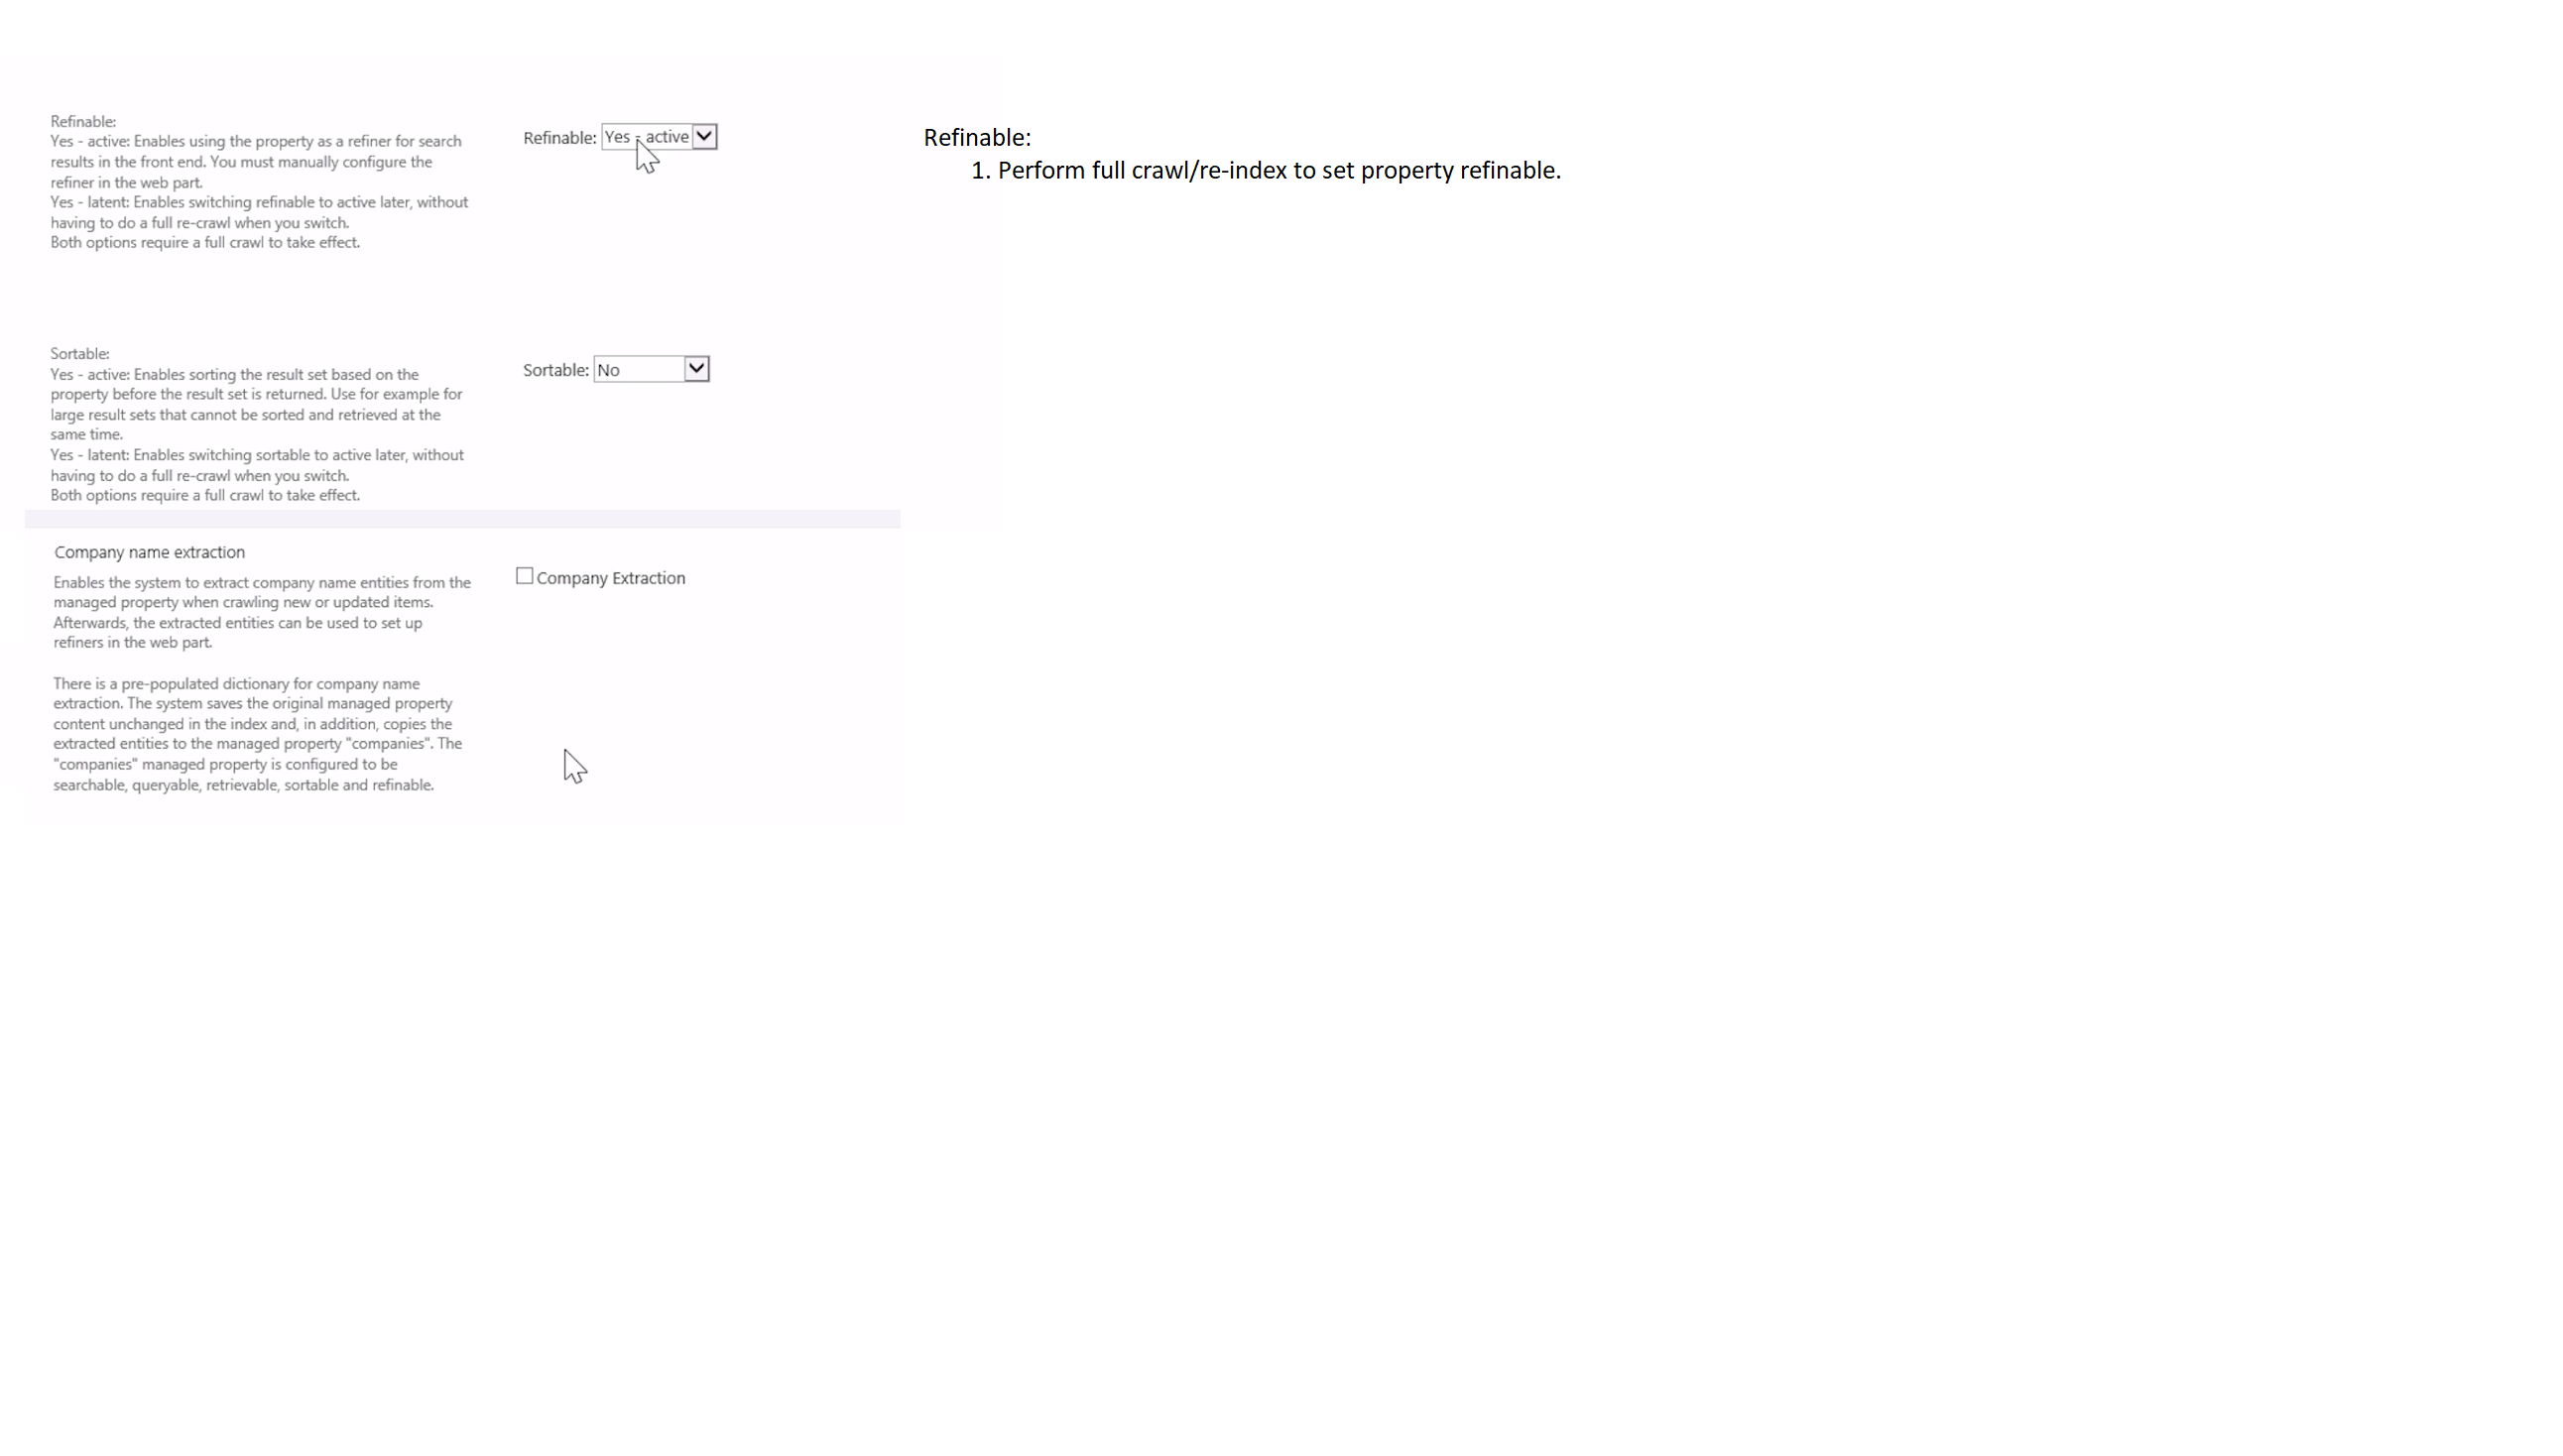 Refinable:
Yes - active: Enables using the property as a refiner for search
results in the front end. You must manually configure the
refiner in the web part.
Yes - latent: Enables switching refinable to active later, without
having to do a full re-crawl when you switch.
Both options require a full crawl to take effect.
Refinable: Yes - active
Refinable:
1. Perform full crawl/re-index to set property refinable.
Sortable:
Yes - active: Enables sorting the result set based on the
property before the result set is returned. Use for example for
large result sets that cannot be sorted and retrieved at the
same time.
Yes - latent: Enables switching sortable to active later, without
having to do a full re-crawl when you switch.
Both options require a full crawl to take effect.
Sortable: No
Company name extraction
Enables the system to extract company name entities from the
managed property when crawling new or updated items.
Afterwards, the extracted entities can be used to set up
refiners in the web part.
There is a pre-populated dictionary for company name
extraction. The system saves the original managed property
content unchanged in the index and, in addition, copies the
extracted entities to the managed property "companies". The
"companies" managed property is configured to be
searchable, queryable, retrievable, sortable and refinable.
Company Extraction